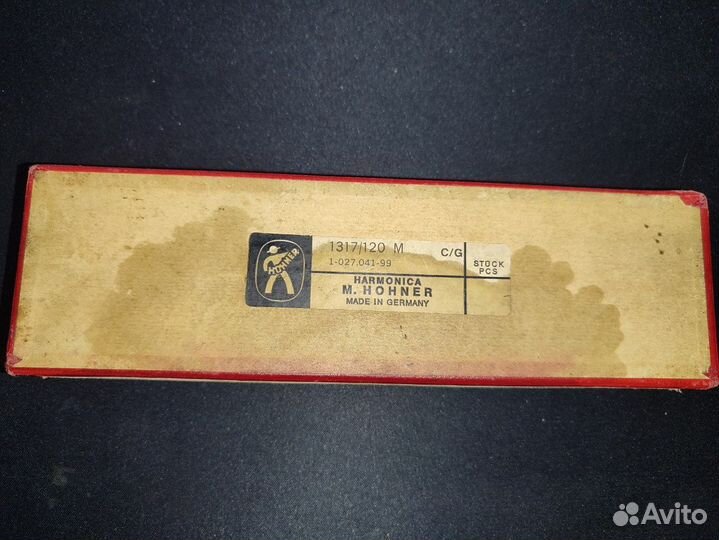 HOHNER
1317/120 M C/G
1-027.041-99
STÜCK
PCS
HARMONICA
M. HOHNER
MADE IN GERMANY
Avito